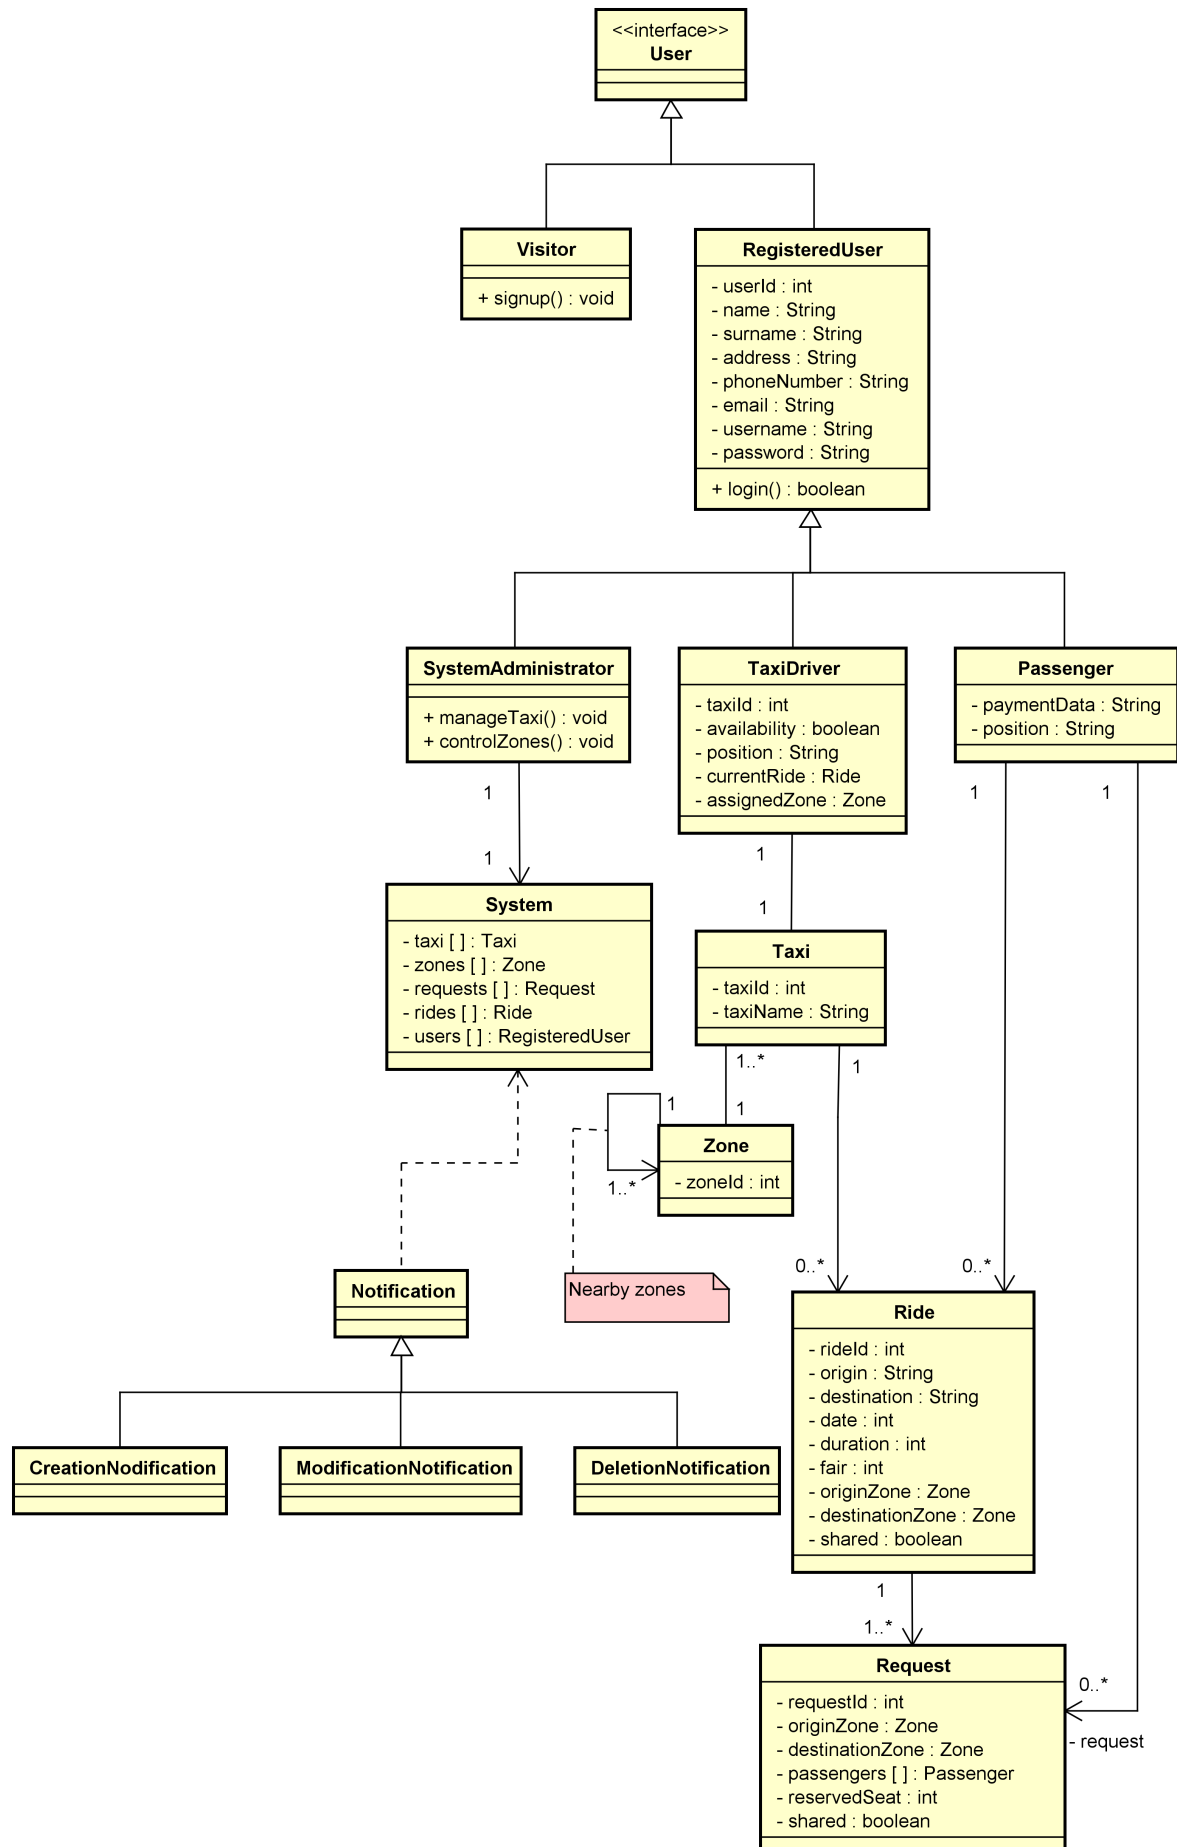 <<interface>>
User
Visitor
+ signup() : void
RegisteredUser
- userId : int
- name : String
- surname : String
- address : String
- phoneNumber : String
- email : String
- username : String
- password : String
+ login() : boolean
SystemAdministrator
+ manageTaxi() : void
+ controlZones() : void
TaxiDriver
- taxiId : int
- availability : boolean
- position : String
- currentRide : Ride
- assignedZone : Zone
Passenger
- paymentData : String
- position : String
1
1
1
1
1
1
System
- taxi [ ] : Taxi
- zones [ ] : Zone
- requests [ ] : Request
- rides [ ] : Ride
- users [ ] : RegisteredUser
Taxi
- taxiId : int
- taxiName : String
1..*
1
1
1
Zone
- zoneId : int
1..*
Nearby zones
0..*
0..*
Notification
CreationNodification
ModificationNotification
DeletionNotification
Ride
- rideId : int
- origin : String
- destination : String
- date : int
- duration : int
- fair : int
- originZone : Zone
- destinationZone : Zone
- shared : boolean
1
1..*
Request
- requestId : int
- originZone : Zone
- destinationZone : Zone
- passengers [ ] : Passenger
- reservedSeat : int
- shared : boolean
0..*
- request